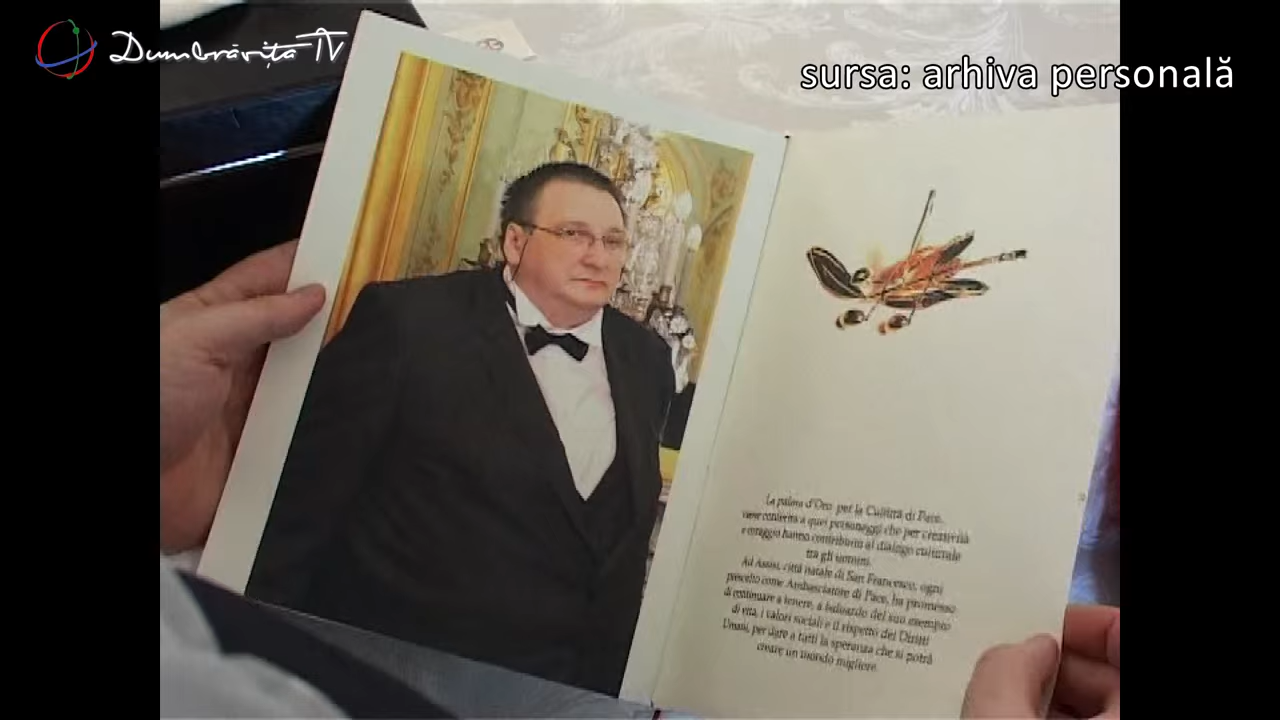 Dumbrăvița TV
sursa: arhiva personală
La palma d'Oro per la Cultura di Pace,
viene conferita a quei personaggi che per creatività
e coraggio hanno contribuito al dialogo culturale
tra gli uomini.
Ad Assisi, città natale di San Francesco, ogni
prescelto come Ambasciatore di Pace, ha promesso
di continuare a tenere, a baluardo del suo esempio
di vita, i valori sociali e il rispetto dei Diritti
Umani, per dare a tutti la speranza che si potrà
creare un mondo migliore.